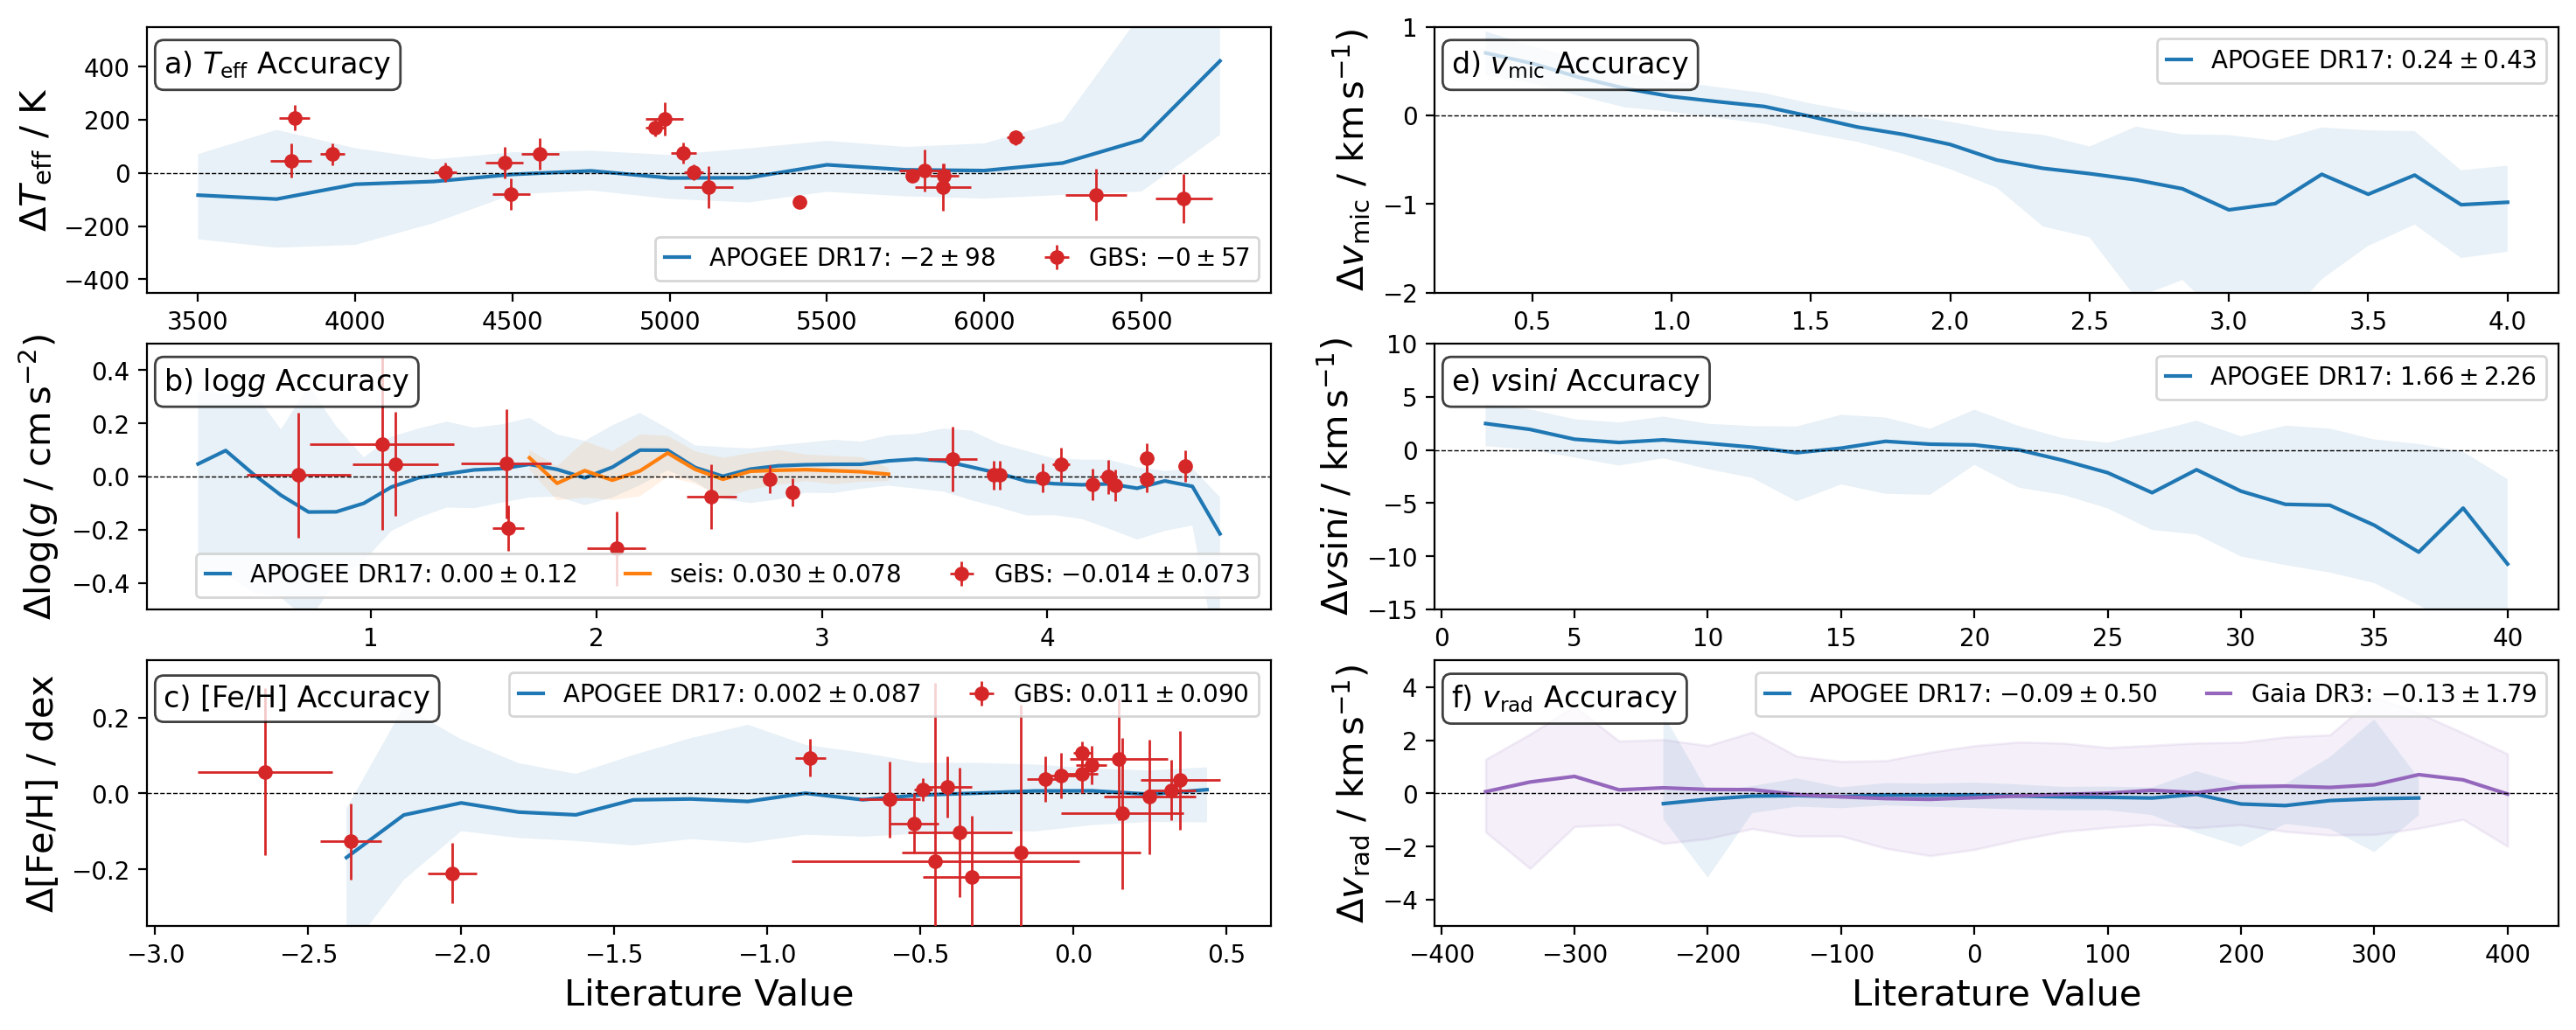 a) Teff Accuracy
ΔTeff / K
400
200
0
−200
−400
APOGEE DR17: −2 ± 98
GBS: −0 ± 57
3500 4000 4500 5000 5500 6000 6500
b) logg Accuracy
Δlog(g / cm s⁻²)
0.4
0.2
0.0
−0.2
−0.4
APOGEE DR17: 0.00 ± 0.12
seis: 0.030 ± 0.078
GBS: −0.014 ± 0.073
1 2 3 4
c) [Fe/H] Accuracy
APOGEE DR17: 0.002 ± 0.087
GBS: 0.011 ± 0.090
Δ[Fe/H] / dex
0.2
0.0
−0.2
−3.0 −2.5 −2.0 −1.5 −1.0 −0.5 0.0 0.5
Literature Value
d) vmic Accuracy
APOGEE DR17: 0.24 ± 0.43
Δvmic / km s⁻¹
1
0
−1
−2
0.5 1.0 1.5 2.0 2.5 3.0 3.5 4.0
e) vsini Accuracy
APOGEE DR17: 1.66 ± 2.26
Δvsini / km s⁻¹
10
5
0
−5
−10
−15
0 5 10 15 20 25 30 35 40
f) vrad Accuracy
APOGEE DR17: −0.09 ± 0.50
Gaia DR3: −0.13 ± 1.79
Δvrad / km s⁻¹
4
2
0
−2
−4
−400 −300 −200 −100 0 100 200 300 400
Literature Value